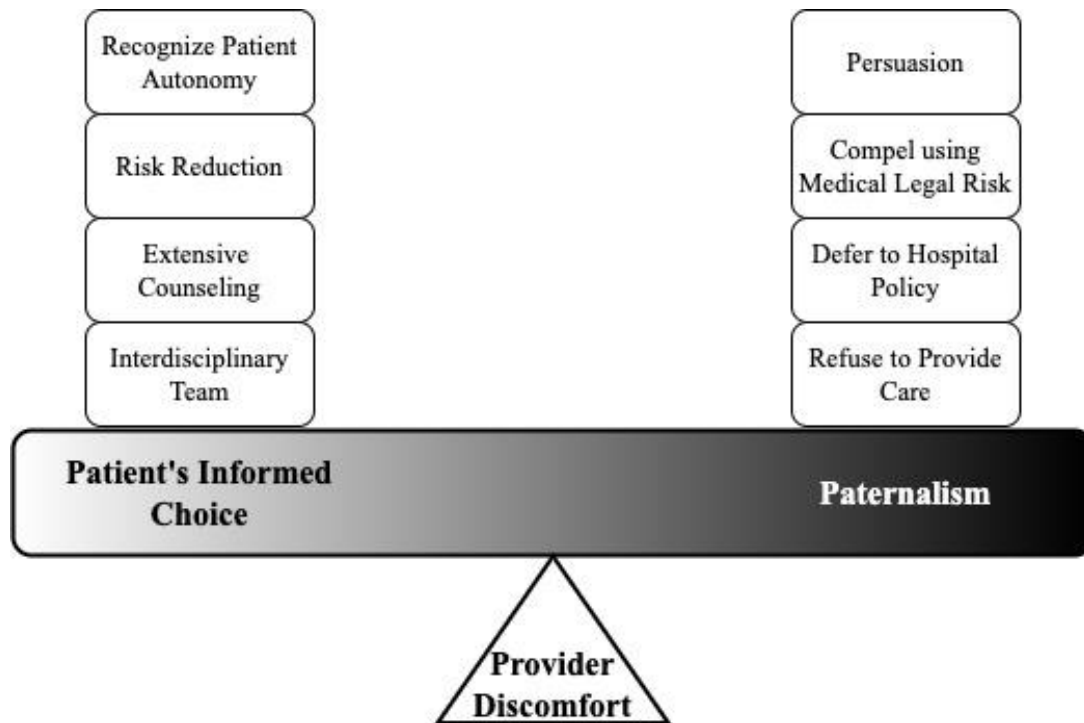 Recognize Patient
Autonomy
Risk Reduction
Extensive
Counseling
Interdisciplinary
Team
Persuasion
Compel using
Medical Legal Risk
Defer to Hospital
Policy
Refuse to Provide
Care
Patient's Informed
Choice
Paternalism
Provider
Discomfort